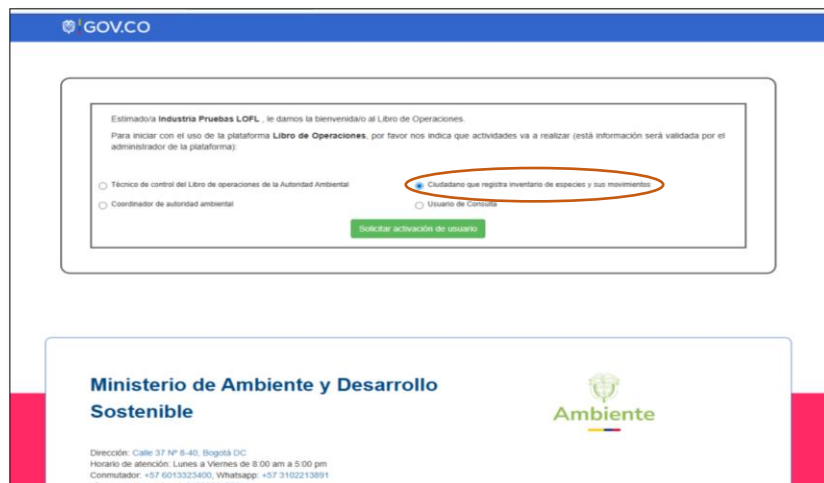 GOV.CO
Estimado/a Industria Pruebas LOFL , le damos la bienvenida/o al Libro de Operaciones.
Para iniciar con el uso de la plataforma Libro de Operaciones, por favor nos indica que actividades va a realizar (está información será validada por el
administrador de la plataforma):
Técnico de control del Libro de operaciones de la Autoridad Ambiental
Ciudadano que registra inventario de especies y sus movimientos
Coordinador de autoridad ambiental
Usuario de Consulta
Solicitar activación de usuario
Ministerio de Ambiente y Desarrollo
Sostenible
Ambiente
Dirección: Calle 37 Nº 8-40, Bogotá DC
Horario de atención: Lunes a Viernes de 8:00 am a 5:00 pm
Conmutador: +57 6013323400, Whatsapp: +57 3102213891